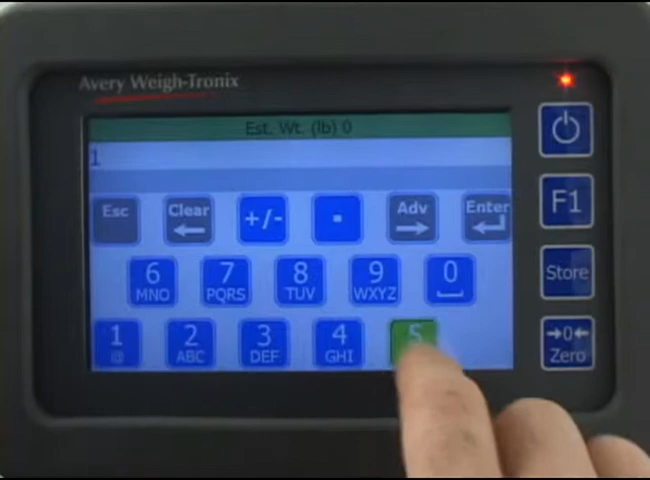 Avery Weigh-Tronix
Est. Wt. (lb) 0
1
Esc Clear +/- . Adv Enter
6 7 8 9 0
MNO PQRS TUV WXYZ
1 2 3 4 5
@ ABC DEF GHI
F1
Store
→0←
Zero